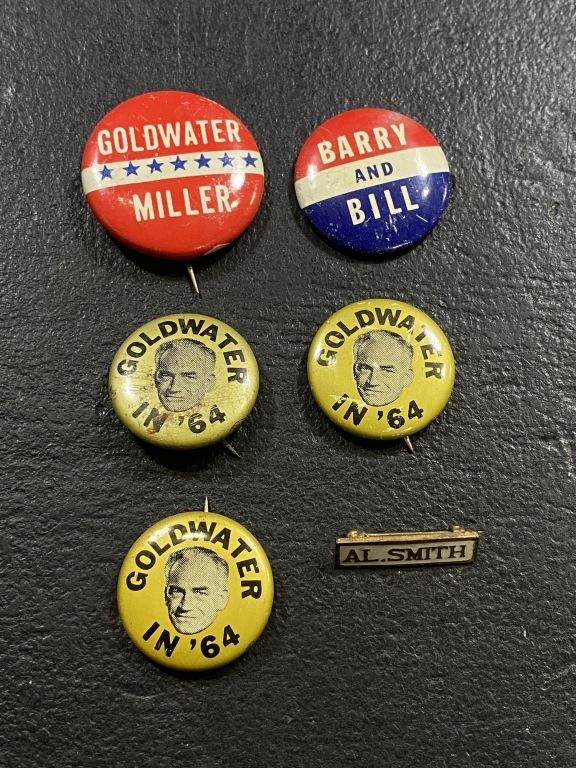 GOLDWATER
MILLER
BARRY
AND
BILL
GOLDWATER
IN '64
GOLDWATER
IN '64
GOLDWATER
IN '64
AL. SMITH